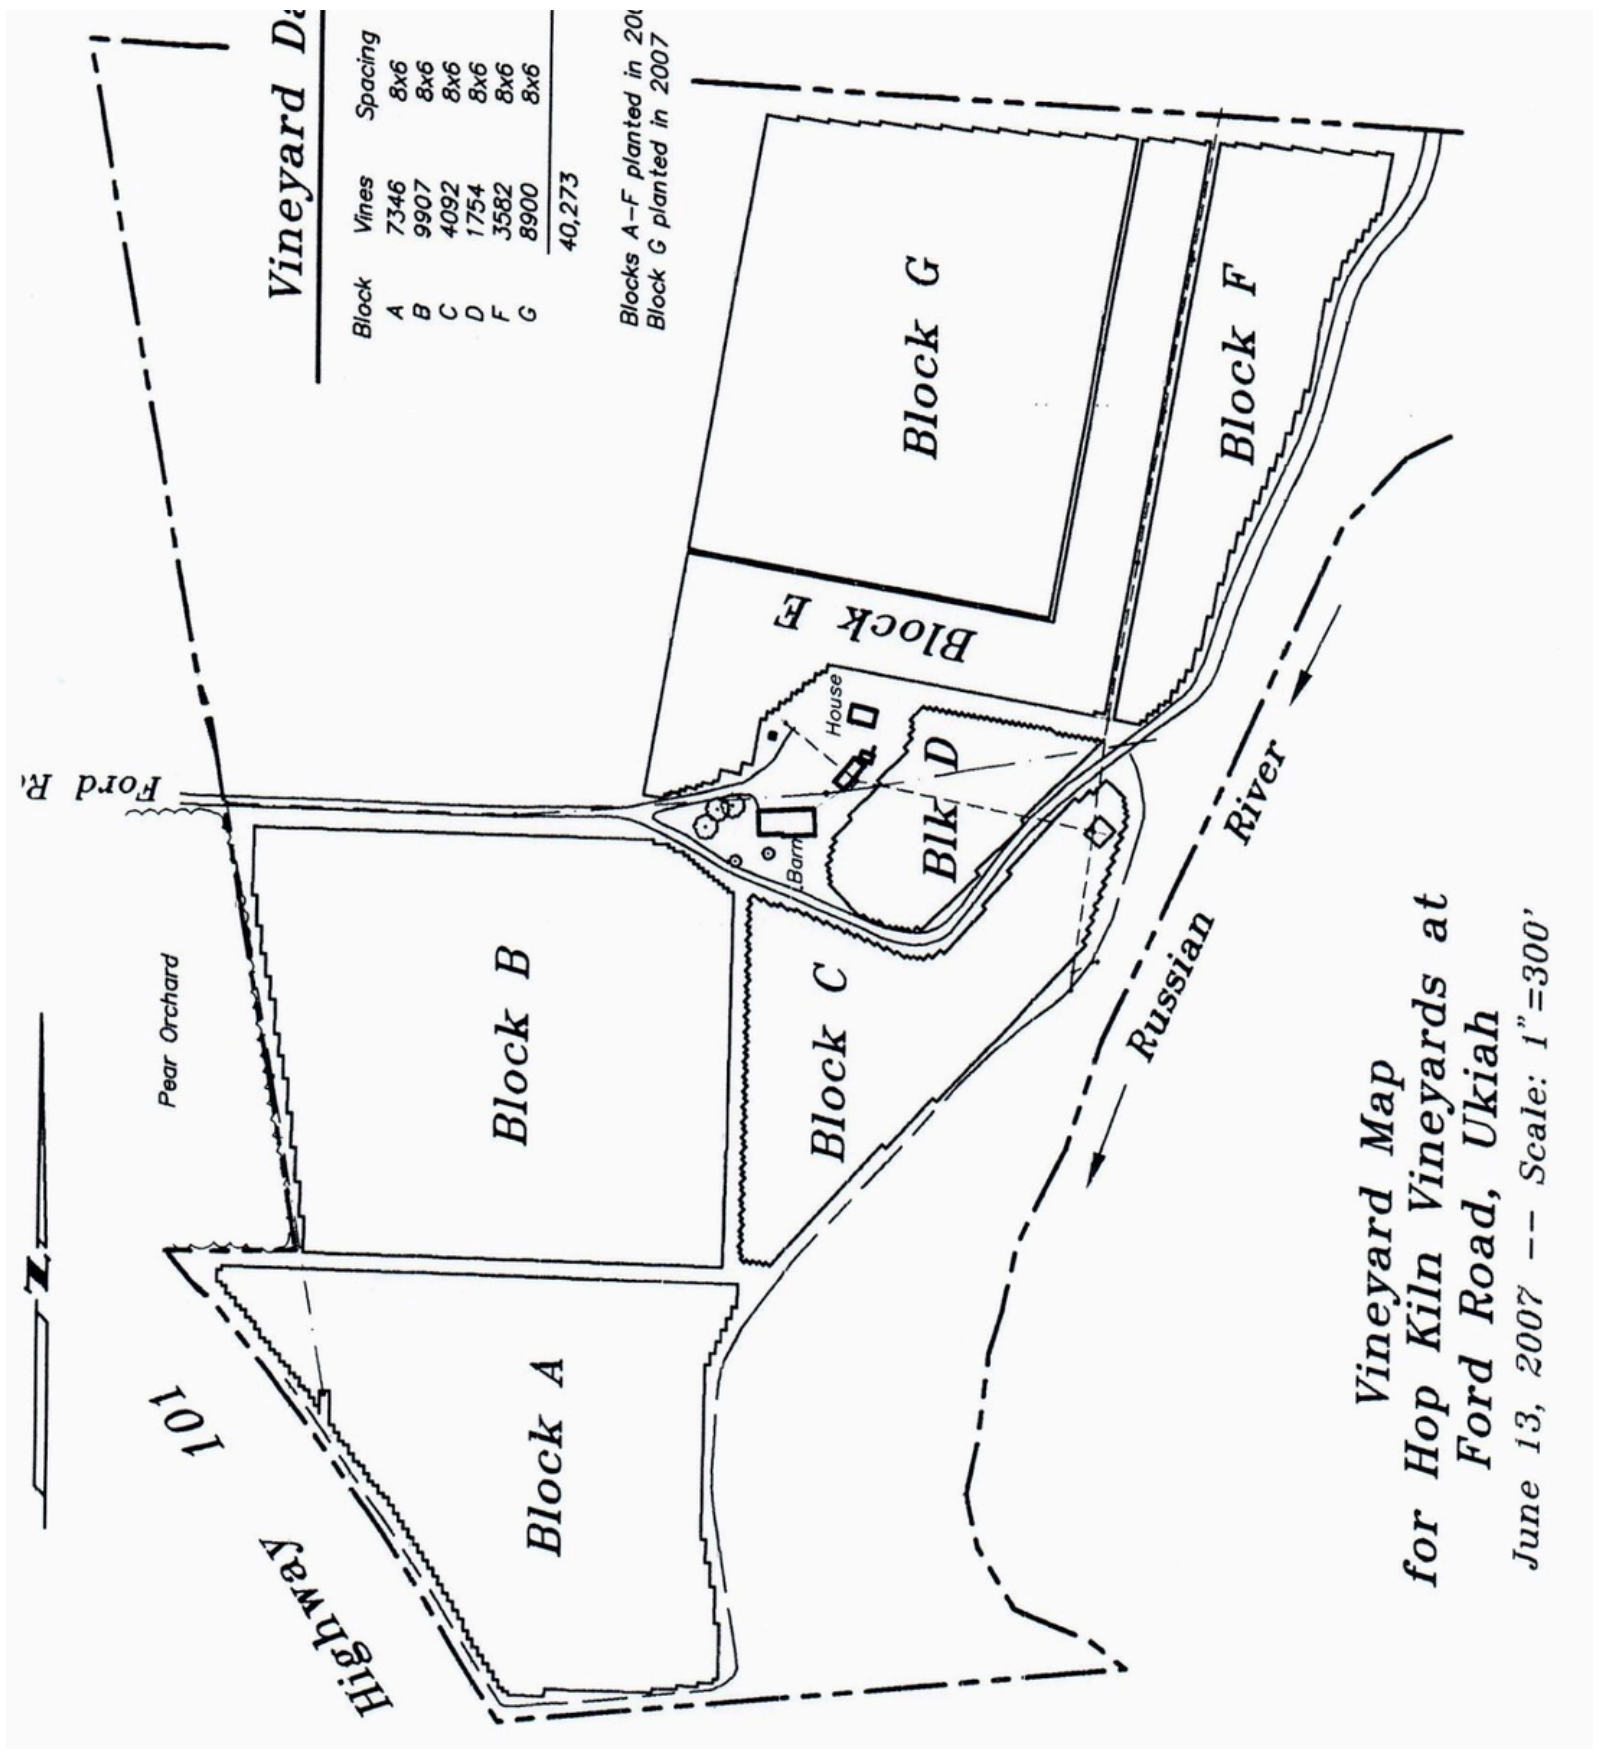 Vineyard Da
Block Vines Spacing
A 7346 8x6
B 9907 8x6
C 4092 8x6
D 1754 8x6
F 3582 8x6
G 8900 8x6
40,273
Blocks A-F planted in 200
Block G planted in 2007
Ford R
Pear Orchard
N
Highway 101
Block A
Block B
Block C
Blk D
Block E
Block F
Block G
House
Barn
Russian River
Vineyard Map
for Hop Kiln Vineyards at
Ford Road, Ukiah
June 13, 2007 -- Scale: 1"=300'